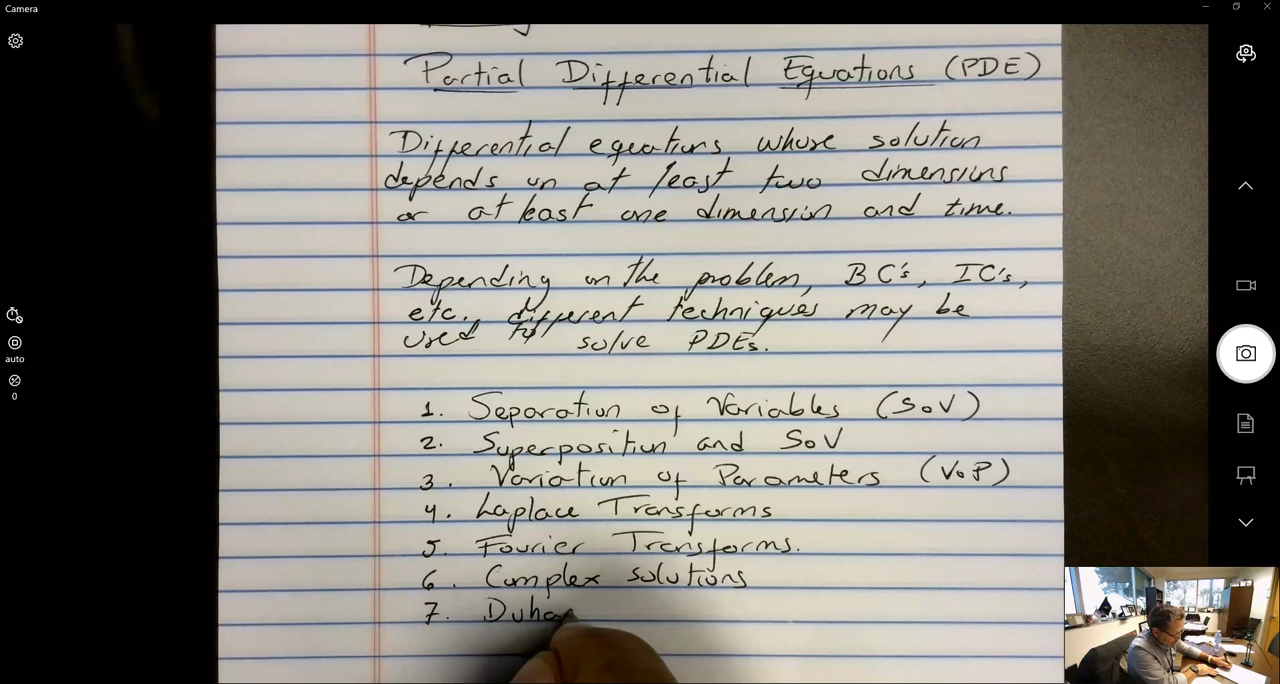 Camera
Partial Differential Equations (PDE)
Differential equations whose solution
depends on at least two dimensions
or at least one dimension and time.
Depending on the problem, BC's, IC's,
etc., different techniques may be
used to solve PDEs.
1. Separation of Variables (SoV)
2. Superposition and SoV
3. Variation of Parameters (VoP)
4. Laplace Transforms
5. Fourier Transforms.
6. Complex solutions
7. Duha
auto
0